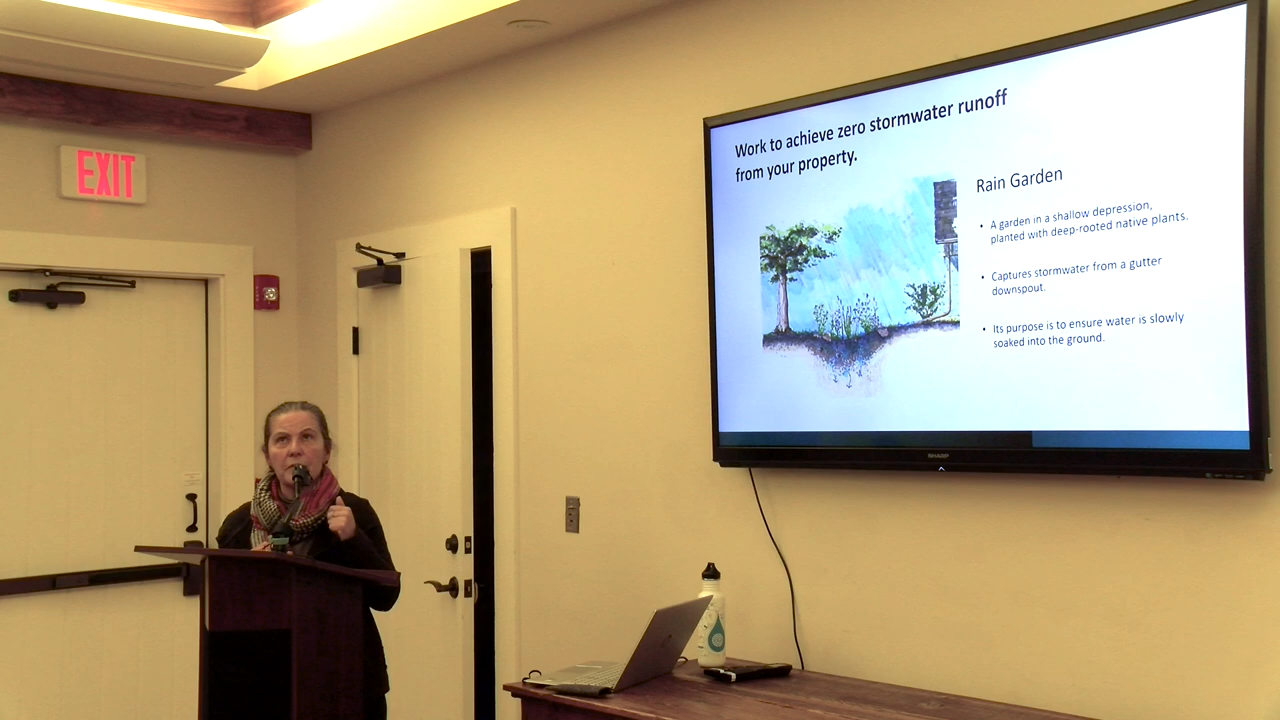 EXIT
Work to achieve zero stormwater runoff
from your property.
Rain Garden
• A garden in a shallow depression,
planted with deep-rooted native plants.
• Captures stormwater from a gutter
downspout.
• Its purpose is to ensure water is slowly
soaked into the ground.
SHARP